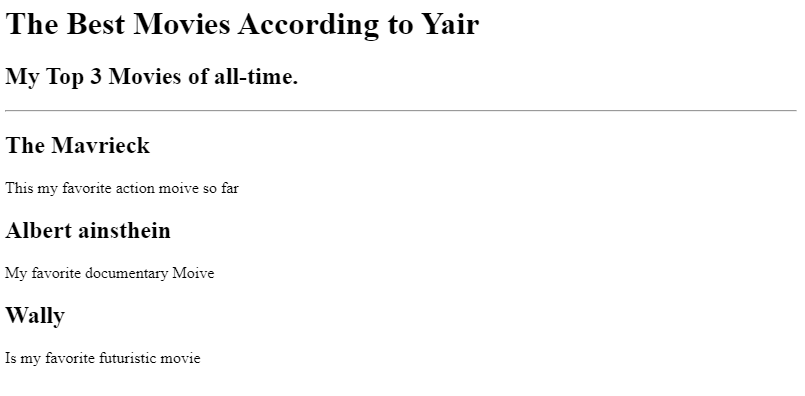 The Best Movies According to Yair
My Top 3 Movies of all-time.
The Mavrieck
This my favorite action moive so far
Albert ainsthein
My favorite documentary Moive
Wally
Is my favorite futuristic movie